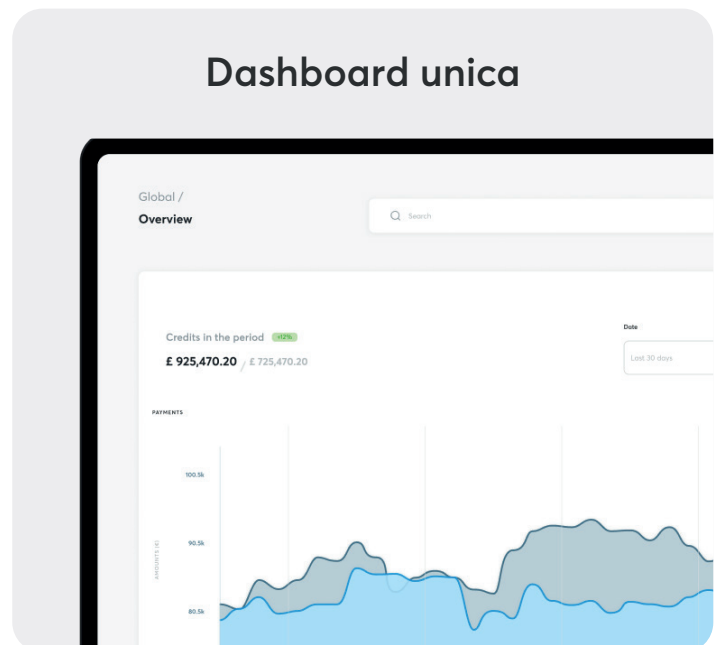 Dashboard unica
Global /
Overview
Search
Credits in the period +12%
£ 925,470.20 / £ 725,470.20
Date
Last 30 days
PAYMENTS
100.5k
90.5k
80.5k
AMOUNTS (£)